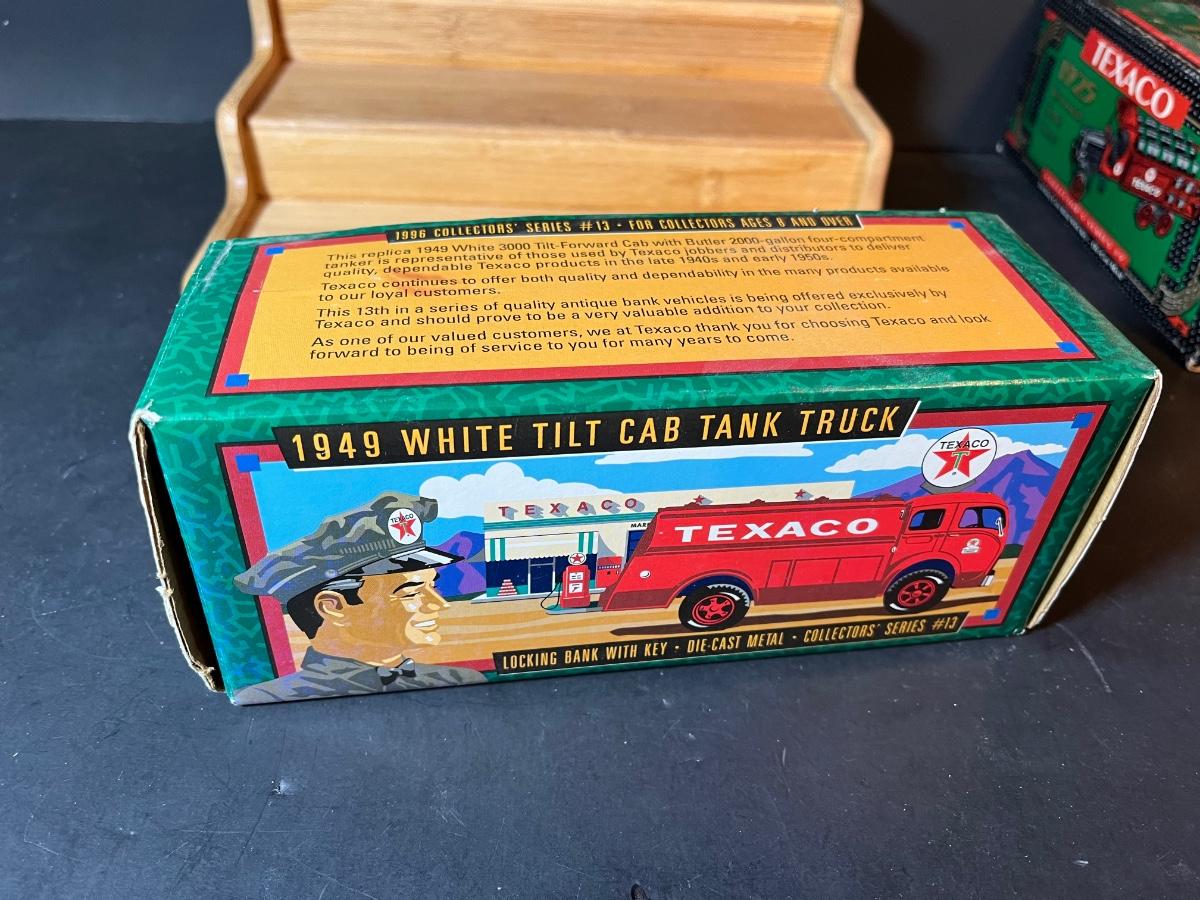 1996 COLLECTORS' SERIES #13 · FOR COLLECTORS AGES 8 AND OVER
This replica 1949 White 3000 Tilt-Forward Cab with Butler 2000-gallon four-compartment
tanker is representative of those used by Texaco jobbers and distributors to deliver
quality, dependable Texaco products in the late 1940s and early 1950s.
Texaco continues to offer both quality and dependability in the many products available
to our loyal customers.
This 13th in a series of quality antique bank vehicles is being offered exclusively by
Texaco and should prove to be a very valuable addition to your collection.
As one of our valued customers, we at Texaco thank you for choosing Texaco and look
forward to being of service to you for many years to come.
1949 WHITE TILT CAB TANK TRUCK
TEXACO
T
TEXACO
MAR
TEXACO
TEXACO
T
LOCKING BANK WITH KEY · DIE-CAST METAL · COLLECTORS' SERIES #13
TEXACO
1925
TEXACO